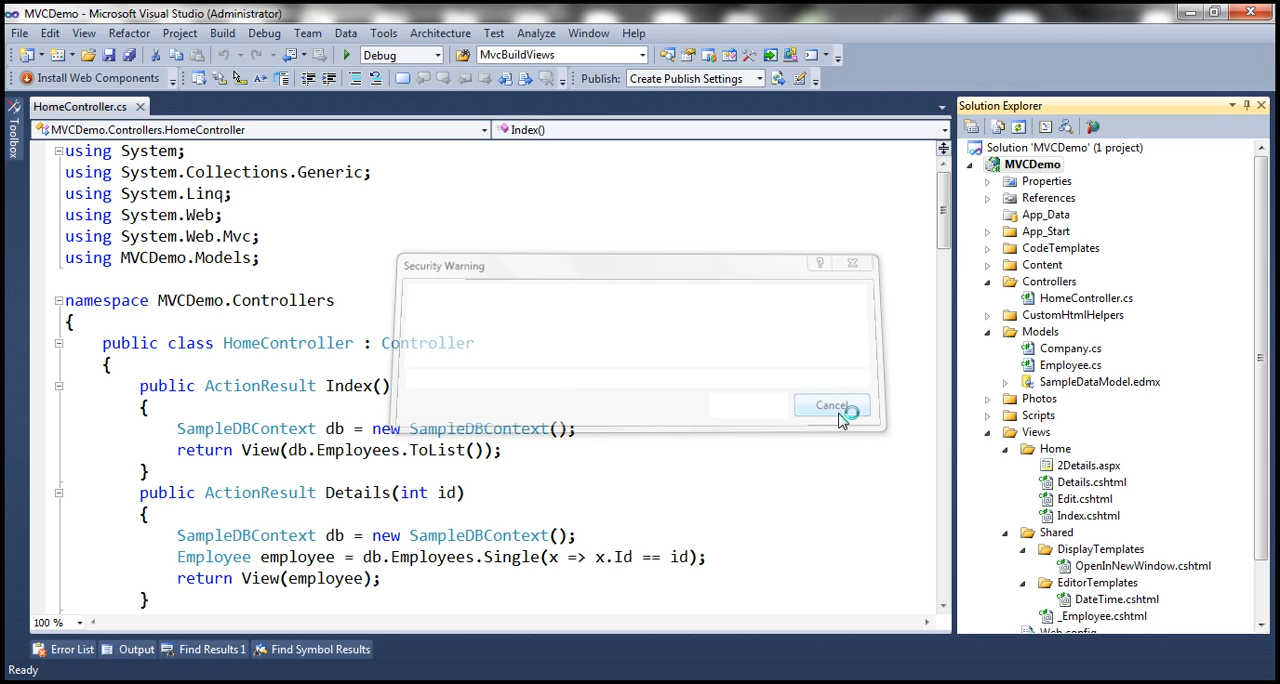 MVCDemo - Microsoft Visual Studio (Administrator)
File Edit View Refactor Project Build Debug Team Data Tools Architecture Test Analyze Window Help
Debug MvcBuildViews
Install Web Components Publish: Create Publish Settings
HomeController.cs
MVCDemo.Controllers.HomeController Index()
Toolbox
using System;
using System.Collections.Generic;
using System.Linq;
using System.Web;
using System.Web.Mvc;
using MVCDemo.Models;
namespace MVCDemo.Controllers
{
public class HomeController : Controller
{
public ActionResult Index()
{
SampleDBContext db = new SampleDBContext();
return View(db.Employees.ToList());
}
public ActionResult Details(int id)
{
SampleDBContext db = new SampleDBContext();
Employee employee = db.Employees.Single(x => x.Id == id);
return View(employee);
}
100 %
Security Warning
Cancel
Solution Explorer
Solution 'MVCDemo' (1 project)
MVCDemo
Properties
References
App_Data
App_Start
CodeTemplates
Content
Controllers
HomeController.cs
CustomHtmlHelpers
Models
Company.cs
Employee.cs
SampleDataModel.edmx
Photos
Scripts
Views
Home
2Details.aspx
Details.cshtml
Edit.cshtml
Index.cshtml
Shared
DisplayTemplates
OpenInNewWindow.cshtml
EditorTemplates
DateTime.cshtml
_Employee.cshtml
Web.config
Error List Output Find Results 1 Find Symbol Results
Ready